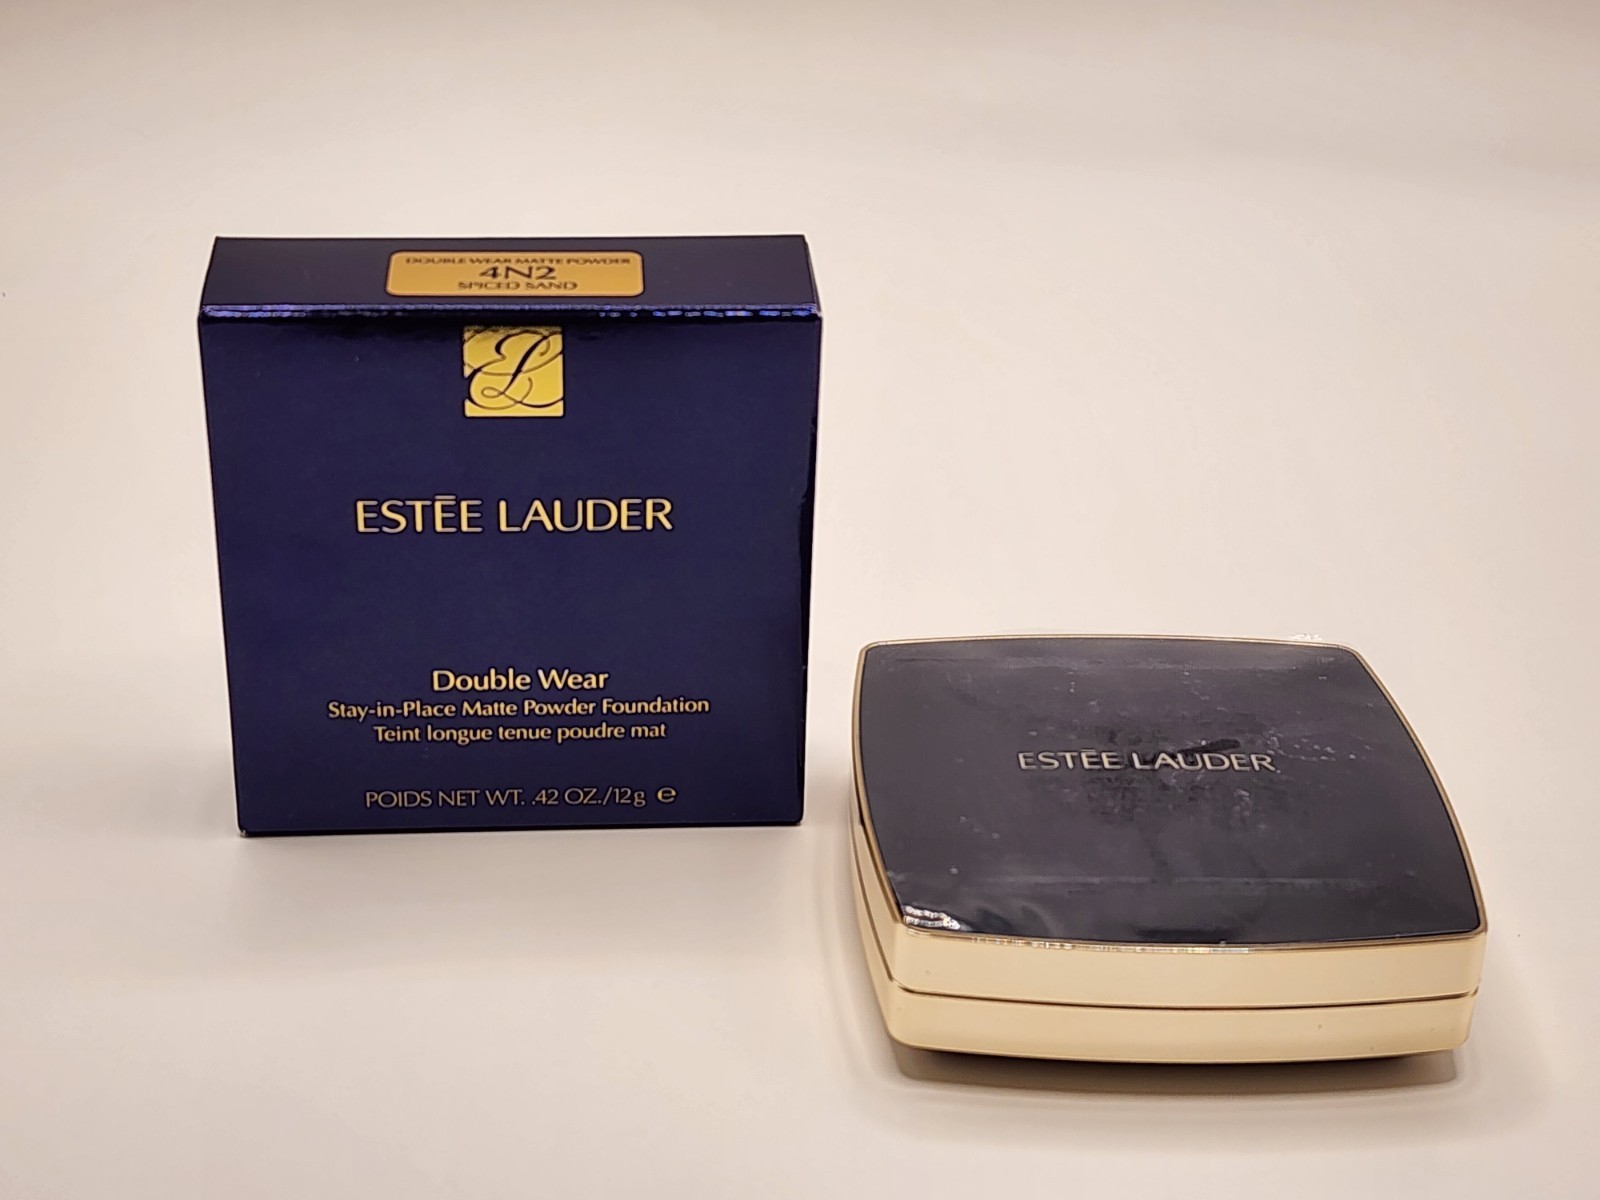 DOUBLE WEAR MATTE POWDER
4N2
SPICED SAND
ESTĒE LAUDER
Double Wear
Stay-in-Place Matte Powder Foundation
Teint longue tenue poudre mat
POIDS NET WT. .42 OZ./12g ℮
ESTĒE LAUDER